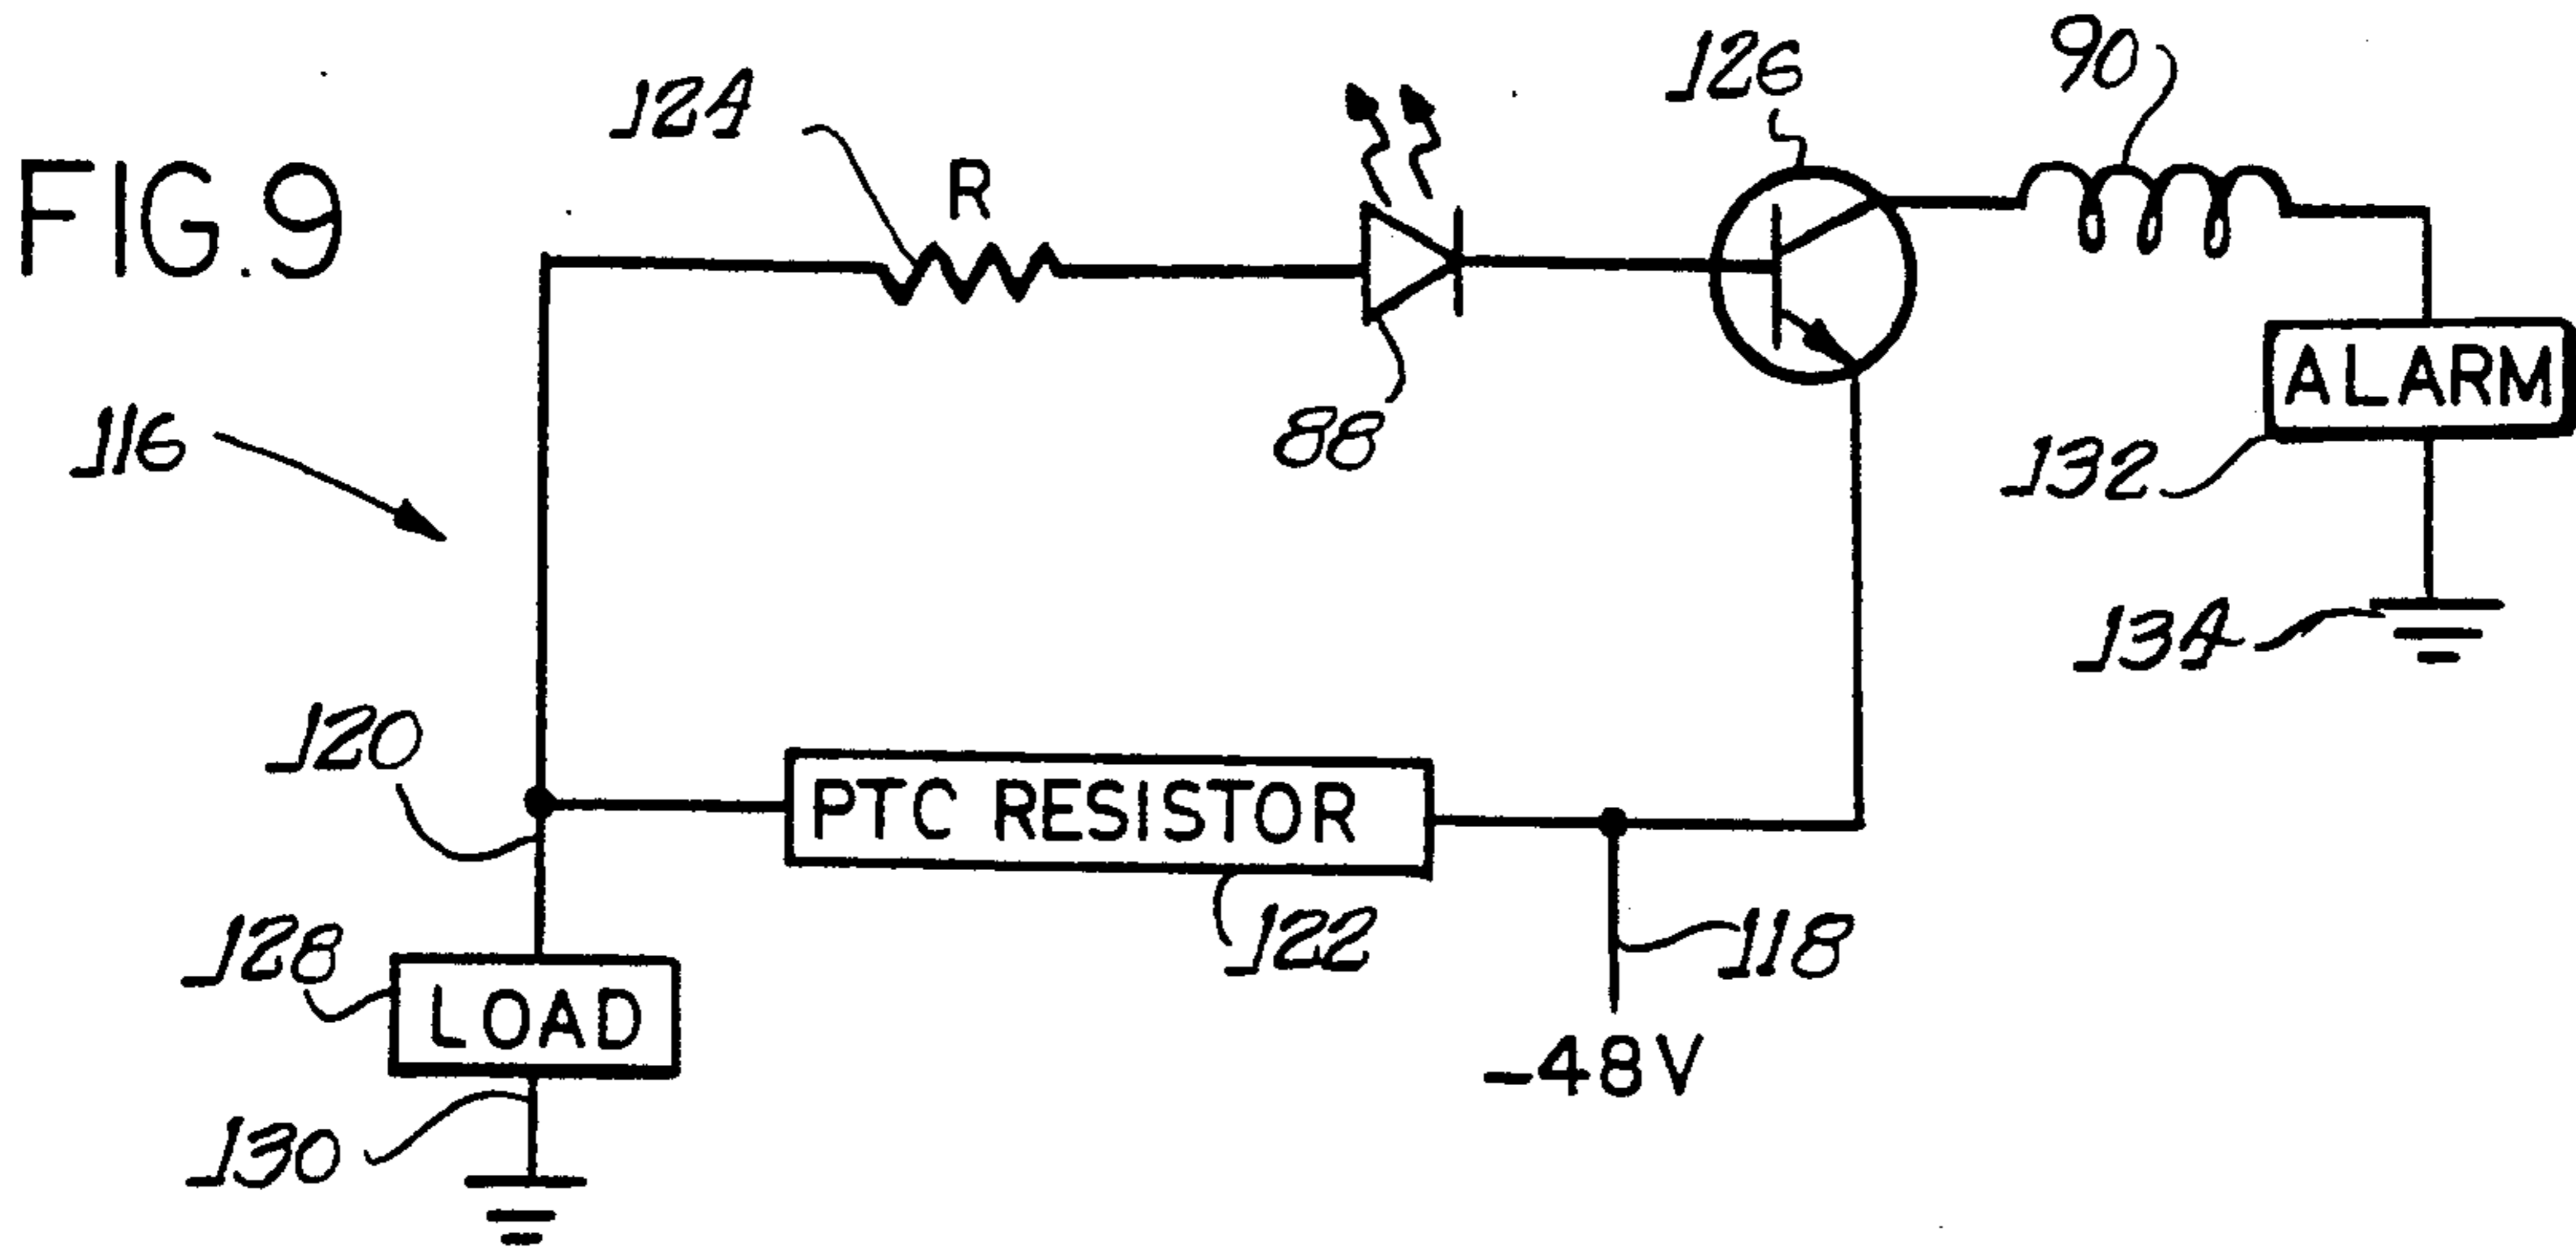 FIG.9
124
R
126
90
88
ALARM
132
134
116
120
PTC RESISTOR
122
118
-48V
128
LOAD
130